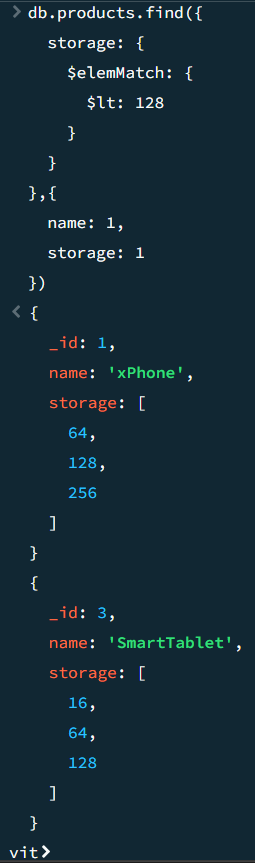 > db.products.find({
storage: {
$elemMatch: {
$lt: 128
}
}
},{
name: 1,
storage: 1
})
< {
_id: 1,
name: 'xPhone',
storage: [
64,
128,
256
]
}
{
_id: 3,
name: 'SmartTablet',
storage: [
16,
64,
128
]
}
vit>